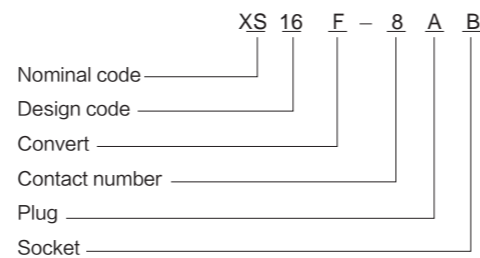 XS 16 F – 8 A B
Nominal code
Design code
Convert
Contact number
Plug
Socket